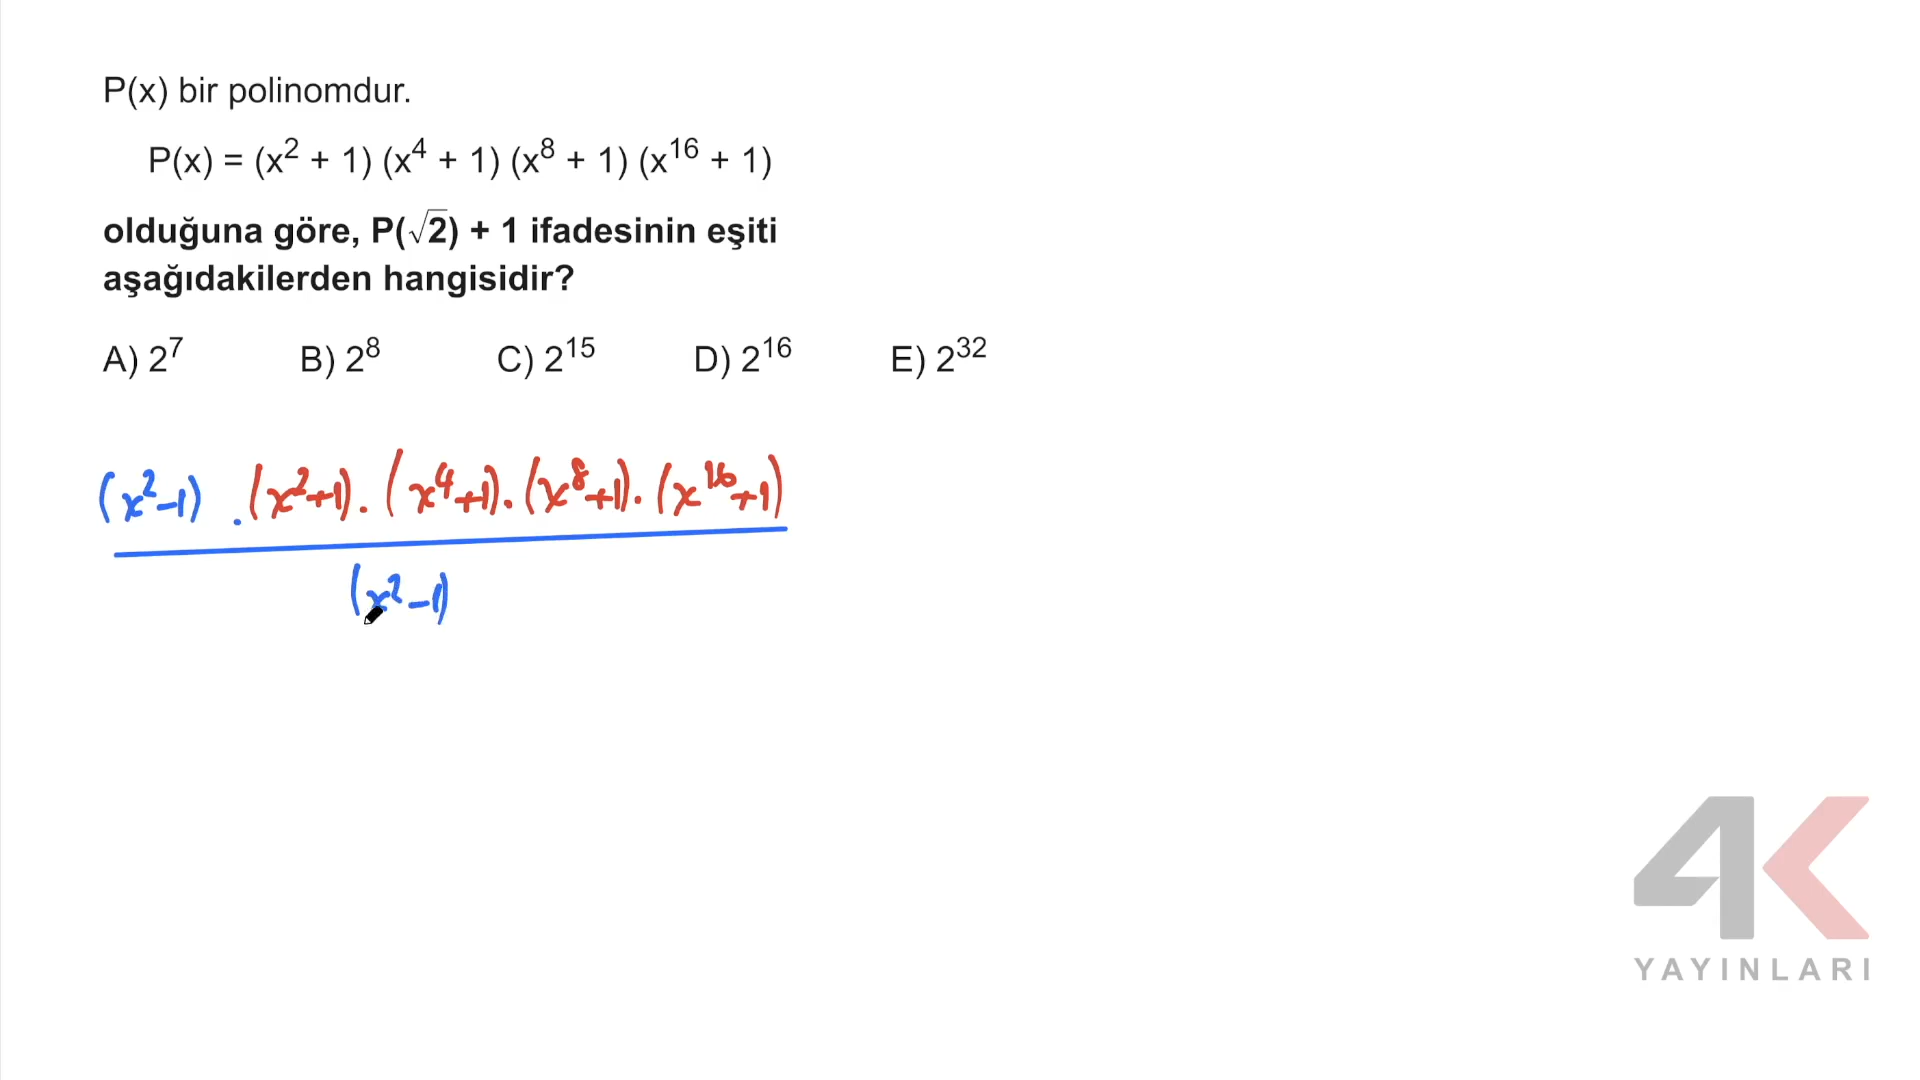 P(x) bir polinomdur.
P(x) = (x² + 1) (x⁴ + 1) (x⁸ + 1) (x¹⁶ + 1)
olduğuna göre, P(√2) + 1 ifadesinin eşiti
aşağıdakilerden hangisidir?
A) 2⁷ B) 2⁸ C) 2¹⁵ D) 2¹⁶ E) 2³²
(x²-1) . (x²+1) . (x⁴+1) . (x⁸+1) . (x¹⁶+1)
(x²-1)
4K
YAYINLARI